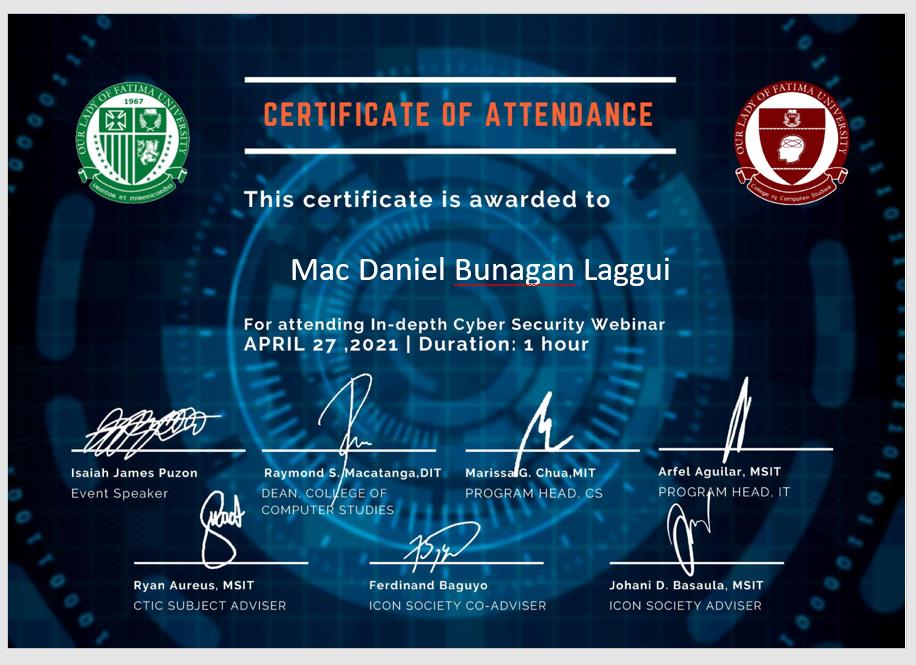 OUR LADY OF FATIMA UNIVERSITY
1967
Veritas et misericordia
OUR LADY OF FATIMA UNIVERSITY
College of Computer Studies
CERTIFICATE OF ATTENDANCE
This certificate is awarded to
Mac Daniel Bunagan Laggui
For attending In-depth Cyber Security Webinar
APRIL 27 ,2021 | Duration: 1 hour
Isaiah James Puzon
Event Speaker
Raymond S. Macatanga,DIT
DEAN, COLLEGE OF
COMPUTER STUDIES
Marissa G. Chua,MIT
PROGRAM HEAD, CS
Arfel Aguilar, MSIT
PROGRAM HEAD, IT
Ryan Aureus, MSIT
CTIC SUBJECT ADVISER
Ferdinand Baguyo
ICON SOCIETY CO-ADVISER
Johani D. Basaula, MSIT
ICON SOCIETY ADVISER